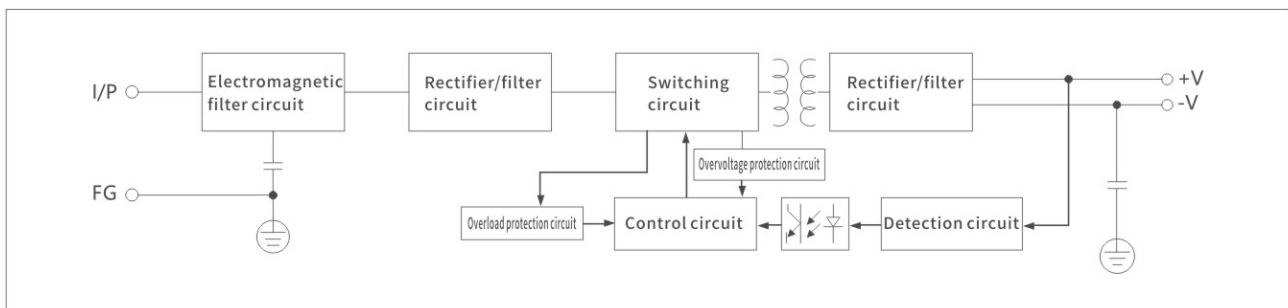 I/P
Electromagnetic
filter circuit
Rectifier/filter
circuit
Switching
circuit
Rectifier/filter
circuit
+V
-V
Overvoltage protection circuit
FG
Overload protection circuit
Control circuit
Detection circuit